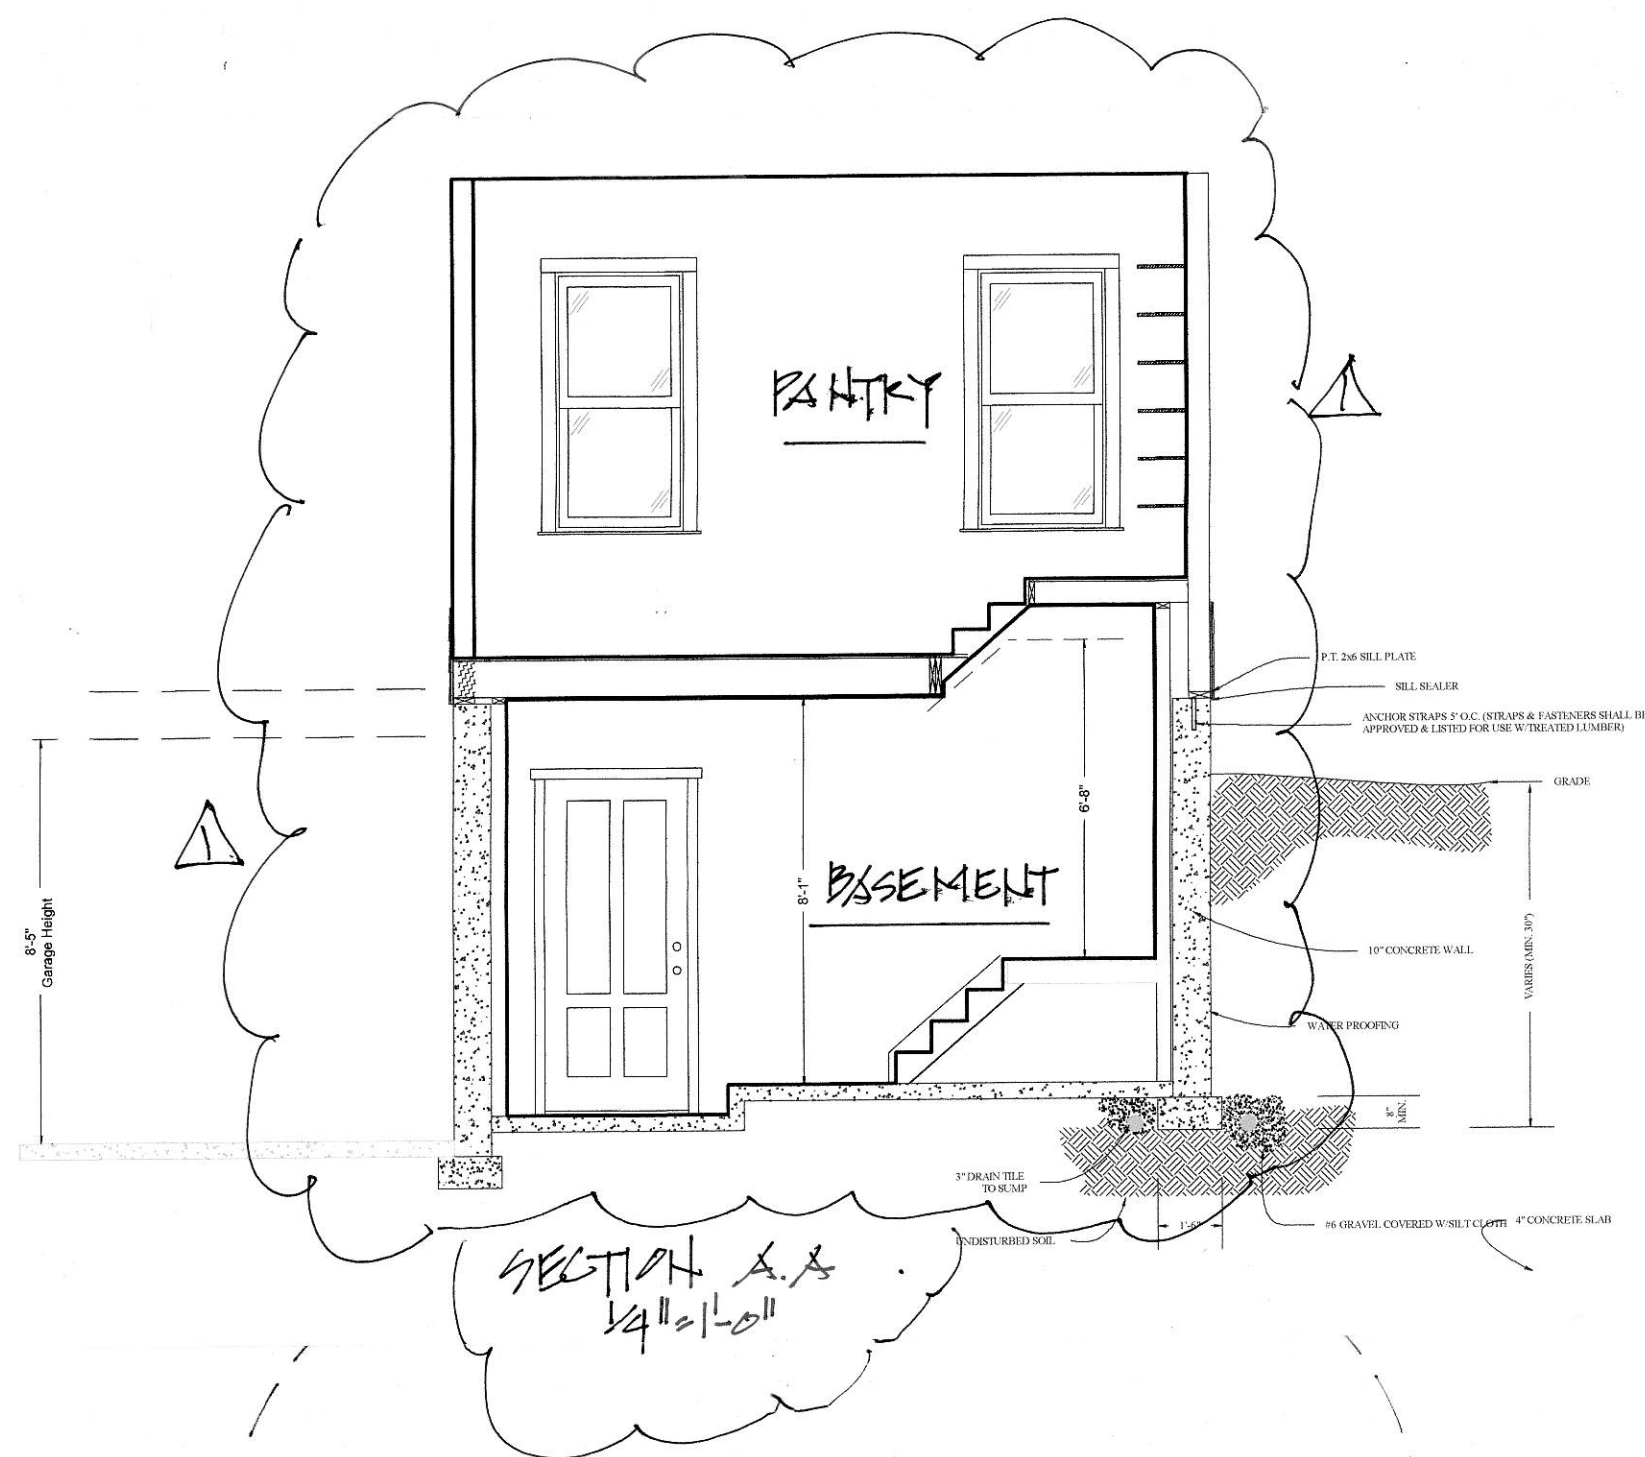 PANTRY
1
P.T. 2x6 SILL PLATE
SILL SEALER
ANCHOR STRAPS 5' O.C. (STRAPS & FASTENERS SHALL BE
APPROVED & LISTED FOR USE W/TREATED LUMBER)
GRADE
6'-8"
8'-1"
BASEMENT
1
8'-5"
Garage Height
VARIES (MIN. 30")
10" CONCRETE WALL
WATER PROOFING
8"
MIN.
3" DRAIN TILE
TO SUMP
1'-6"
#6 GRAVEL COVERED W/SILT CLOTH
4" CONCRETE SLAB
UNDISTURBED SOIL
SECTION A.A
1/4"=1'-0"